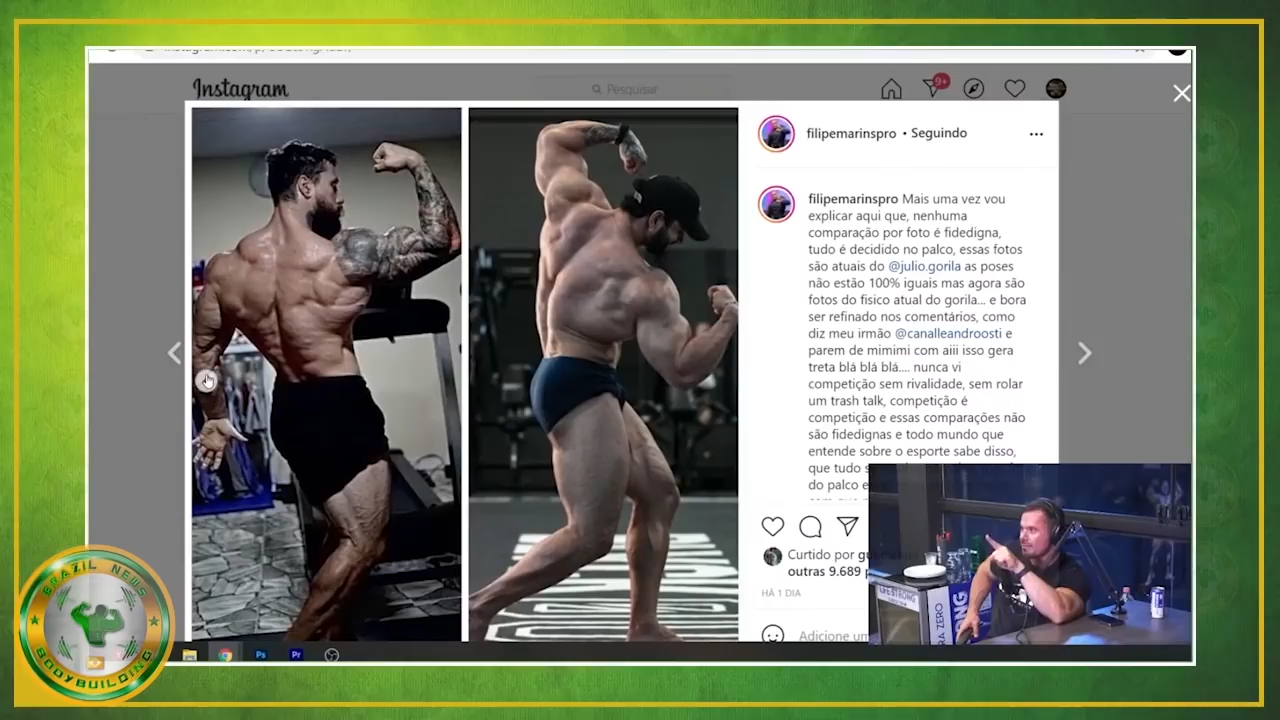 Instagram
Pesquisar
9+
filipemarinspro • Seguindo
filipemarinspro Mais uma vez vou
explicar aqui que, nenhuma
comparação por foto é fidedigna,
tudo é decidido no palco, essas fotos
são atuais do @julio.gorila as poses
não estão 100% iguais mas agora são
fotos do fisico atual do gorila... e bora
ser refinado nos comentários, como
diz meu irmão @canalleandroosti e
parem de mimimi com aiii isso gera
treta blá blá blá.... nunca vi
competição sem rivalidade, sem rolar
um trash talk, competição é
competição e essas comparações não
são fidedignas e todo mundo que
entende sobre o esporte sabe disso,
que tudo
do palco e
Curtido por
outras 9.689
HÁ 1 DIA
Adicione um
BRAZIL NEWS
BODYBUILDING
Ps
Pr